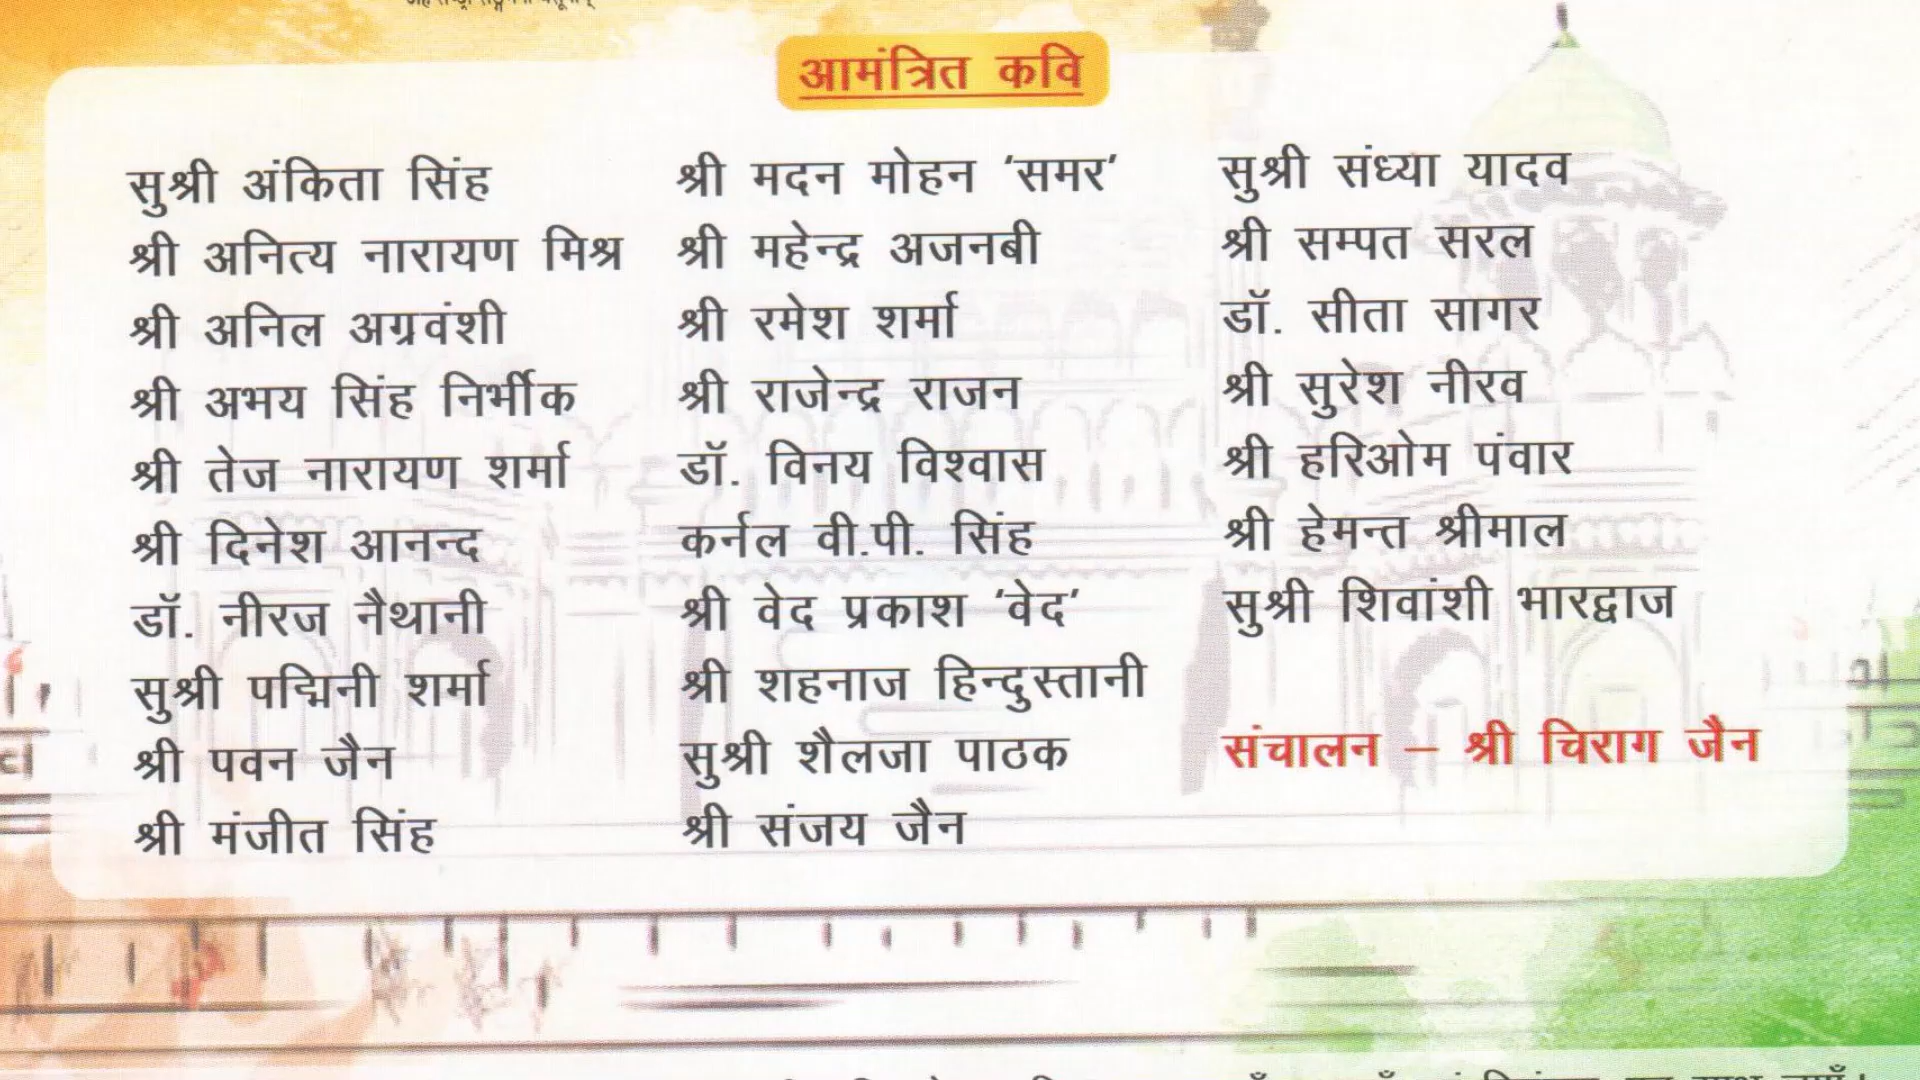 आमंत्रित कवि
सुश्री अंकिता सिंह
श्री अनित्य नारायण मिश्र
श्री अनिल अग्रवंशी
श्री अभय सिंह निर्भीक
श्री तेज नारायण शर्मा
श्री दिनेश आनन्द
डॉ. नीरज नैथानी
सुश्री पद्मिनी शर्मा
श्री पवन जैन
श्री मंजीत सिंह
श्री मदन मोहन 'समर'
श्री महेन्द्र अजनबी
श्री रमेश शर्मा
श्री राजेन्द्र राजन
डॉ. विनय विश्वास
कर्नल वी.पी. सिंह
श्री वेद प्रकाश 'वेद'
श्री शहनाज हिन्दुस्तानी
सुश्री शैलजा पाठक
श्री संजय जैन
सुश्री संध्या यादव
श्री सम्पत सरल
डॉ. सीता सागर
श्री सुरेश नीरव
श्री हरिओम पंवार
श्री हेमन्त श्रीमाल
सुश्री शिवांशी भारद्वाज
संचालन – श्री चिराग जैन